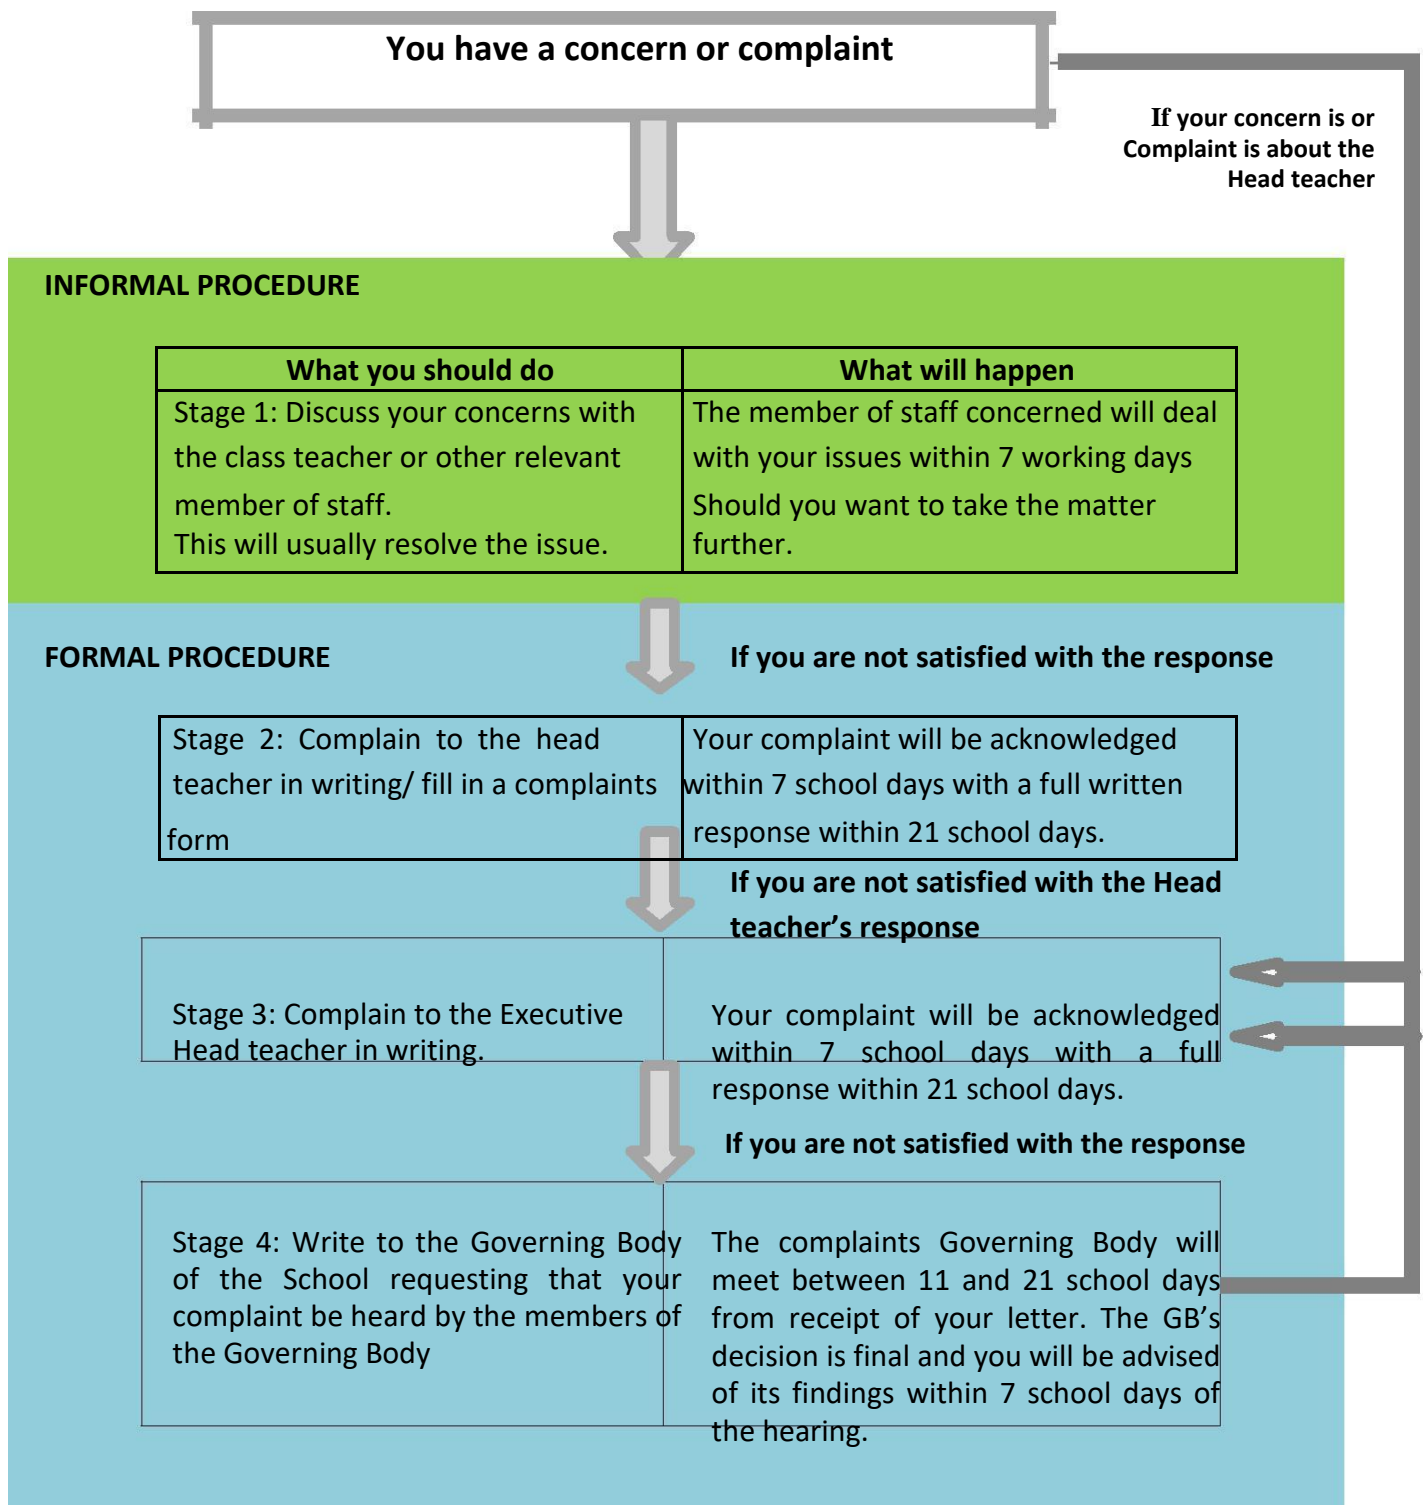 You have a concern or complaint
If your concern is or
Complaint is about the
Head teacher
INFORMAL PROCEDURE
What you should do
What will happen
Stage 1: Discuss your concerns with
the class teacher or other relevant
member of staff.
This will usually resolve the issue.
The member of staff concerned will deal
with your issues within 7 working days
Should you want to take the matter
further.
FORMAL PROCEDURE
If you are not satisfied with the response
Stage 2: Complain to the head
teacher in writing/ fill in a complaints
form
Your complaint will be acknowledged
within 7 school days with a full written
response within 21 school days.
If you are not satisfied with the Head
teacher’s response
Stage 3: Complain to the Executive
Head teacher in writing.
Your complaint will be acknowledged
within 7 school days with a full
response within 21 school days.
If you are not satisfied with the response
Stage 4: Write to the Governing Body
of the School requesting that your
complaint be heard by the members of
the Governing Body
The complaints Governing Body will
meet between 11 and 21 school days
from receipt of your letter. The GB’s
decision is final and you will be advised
of its findings within 7 school days of
the hearing.